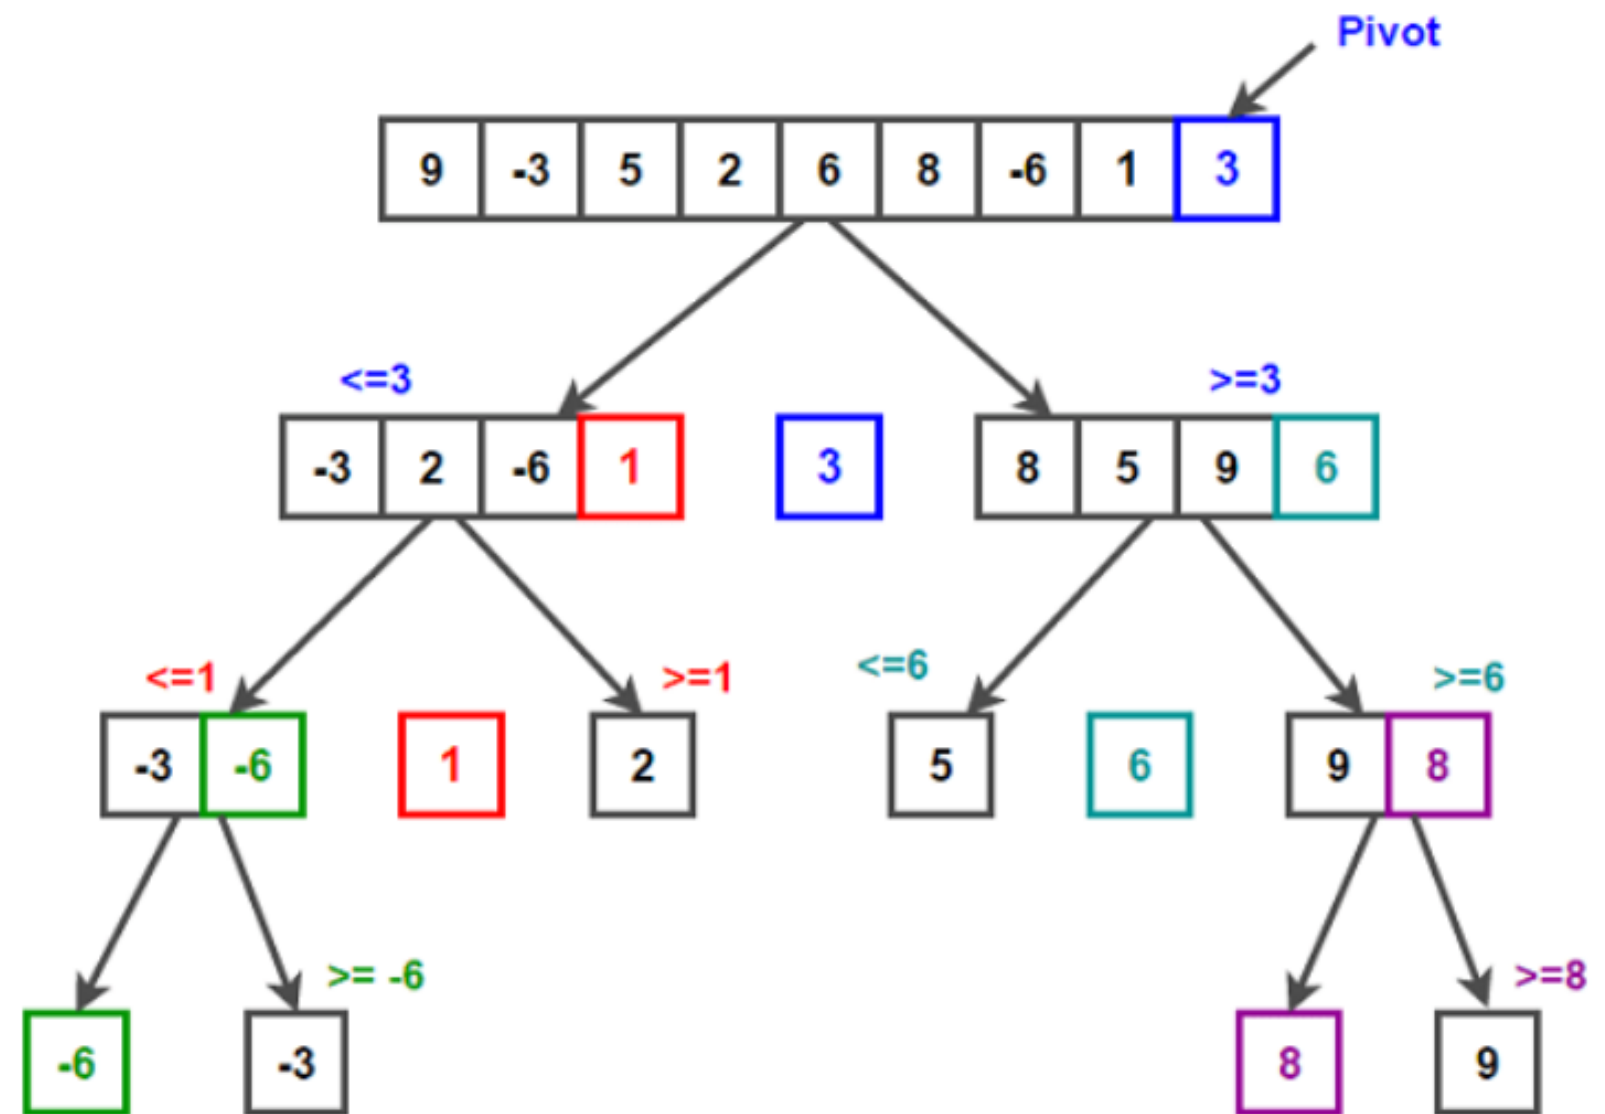 Pivot
9 -3 5 2 6 8 -6 1 3
<=3 >=3
-3 2 -6 1 3 8 5 9 6
<=1 >=1 <=6 >=6
-3 -6 1 2 5 6 9 8
>= -6 >=8
-6 -3 8 9